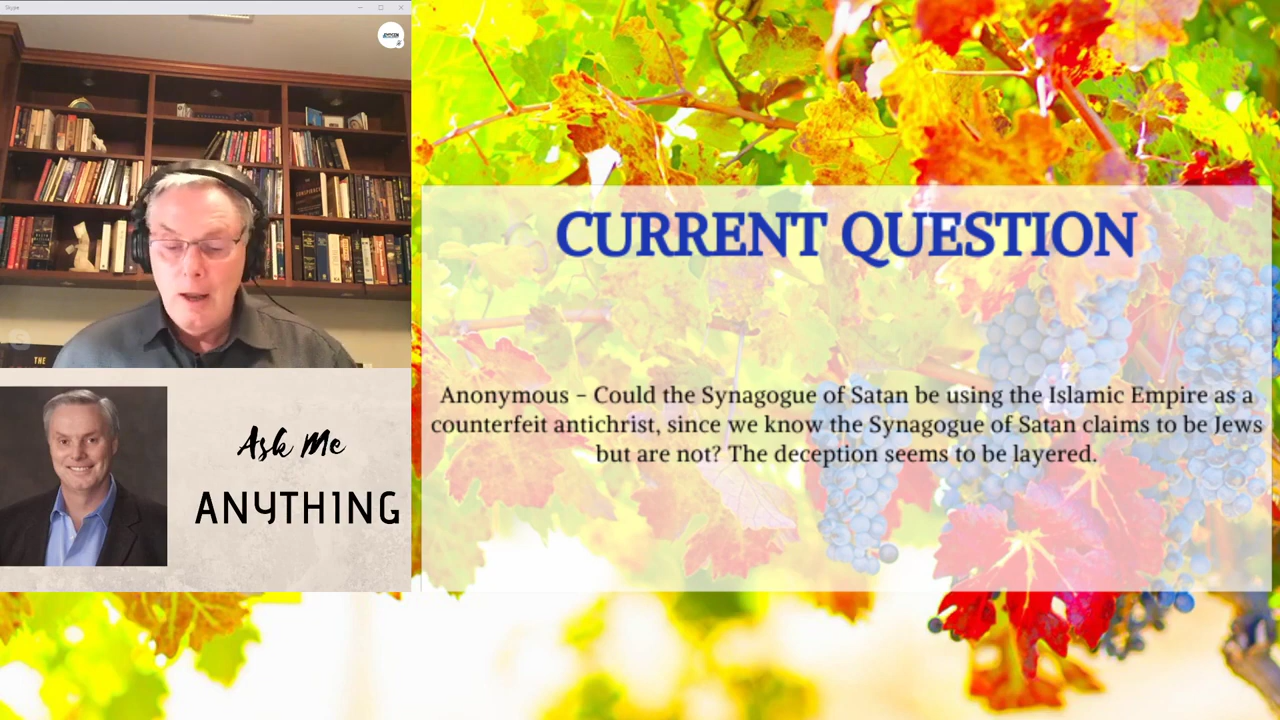 Skype
CURRENT QUESTION
Anonymous – Could the Synagogue of Satan be using the Islamic Empire as a
counterfeit antichrist, since we know the Synagogue of Satan claims to be Jews
but are not? The deception seems to be layered.
THE
Ask Me
ANYTHING